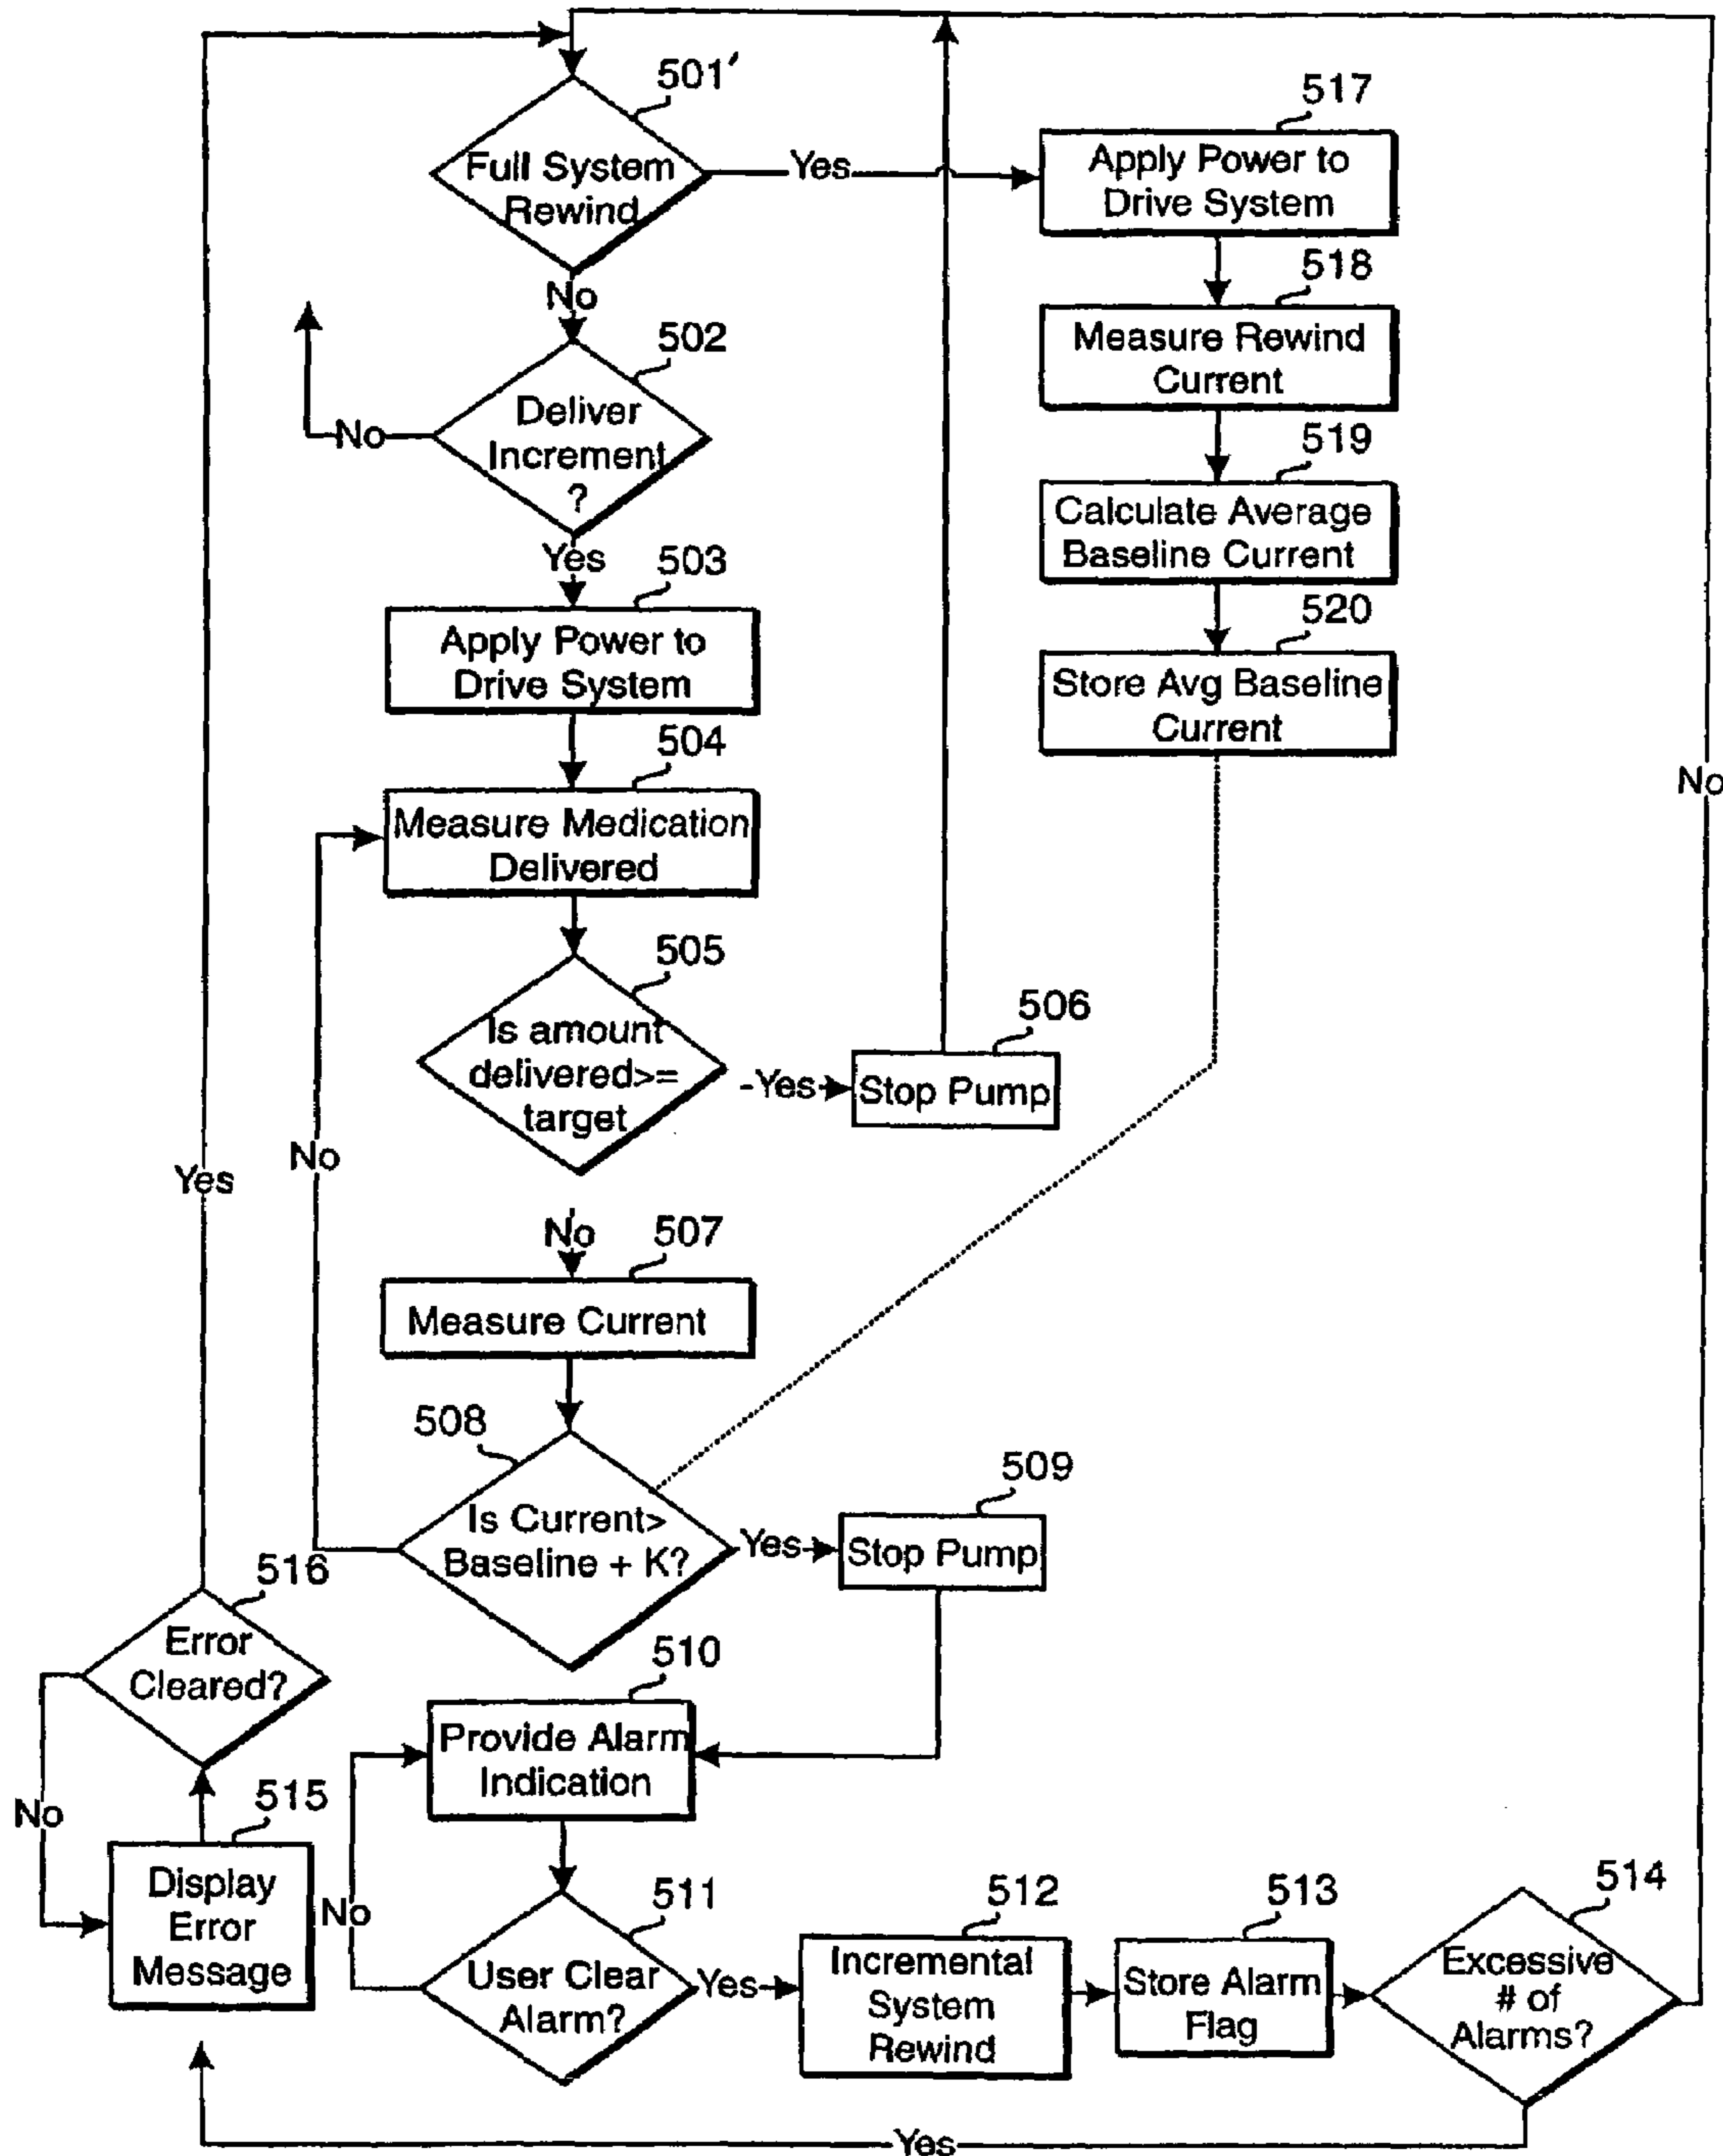 501'
Full System
Rewind
Yes
517
Apply Power to
Drive System
518
Measure Rewind
Current
519
Calculate Average
Baseline Current
520
Store Avg Baseline
Current
No
502
Deliver
Increment
?
No
Yes
503
Apply Power to
Drive System
504
Measure Medication
Delivered
505
Is amount
delivered>=
target
-Yes
506
Stop Pump
No
No
507
Measure Current
508
Is Current>
Baseline + K?
Yes
No
509
Stop Pump
510
Provide Alarm
Indication
511
User Clear
Alarm?
No
Yes
512
Incremental
System
Rewind
513
Store Alarm
Flag
514
Excessive
# of
Alarms?
No
Yes
515
Display
Error
Message
516
Error
Cleared?
No
Yes